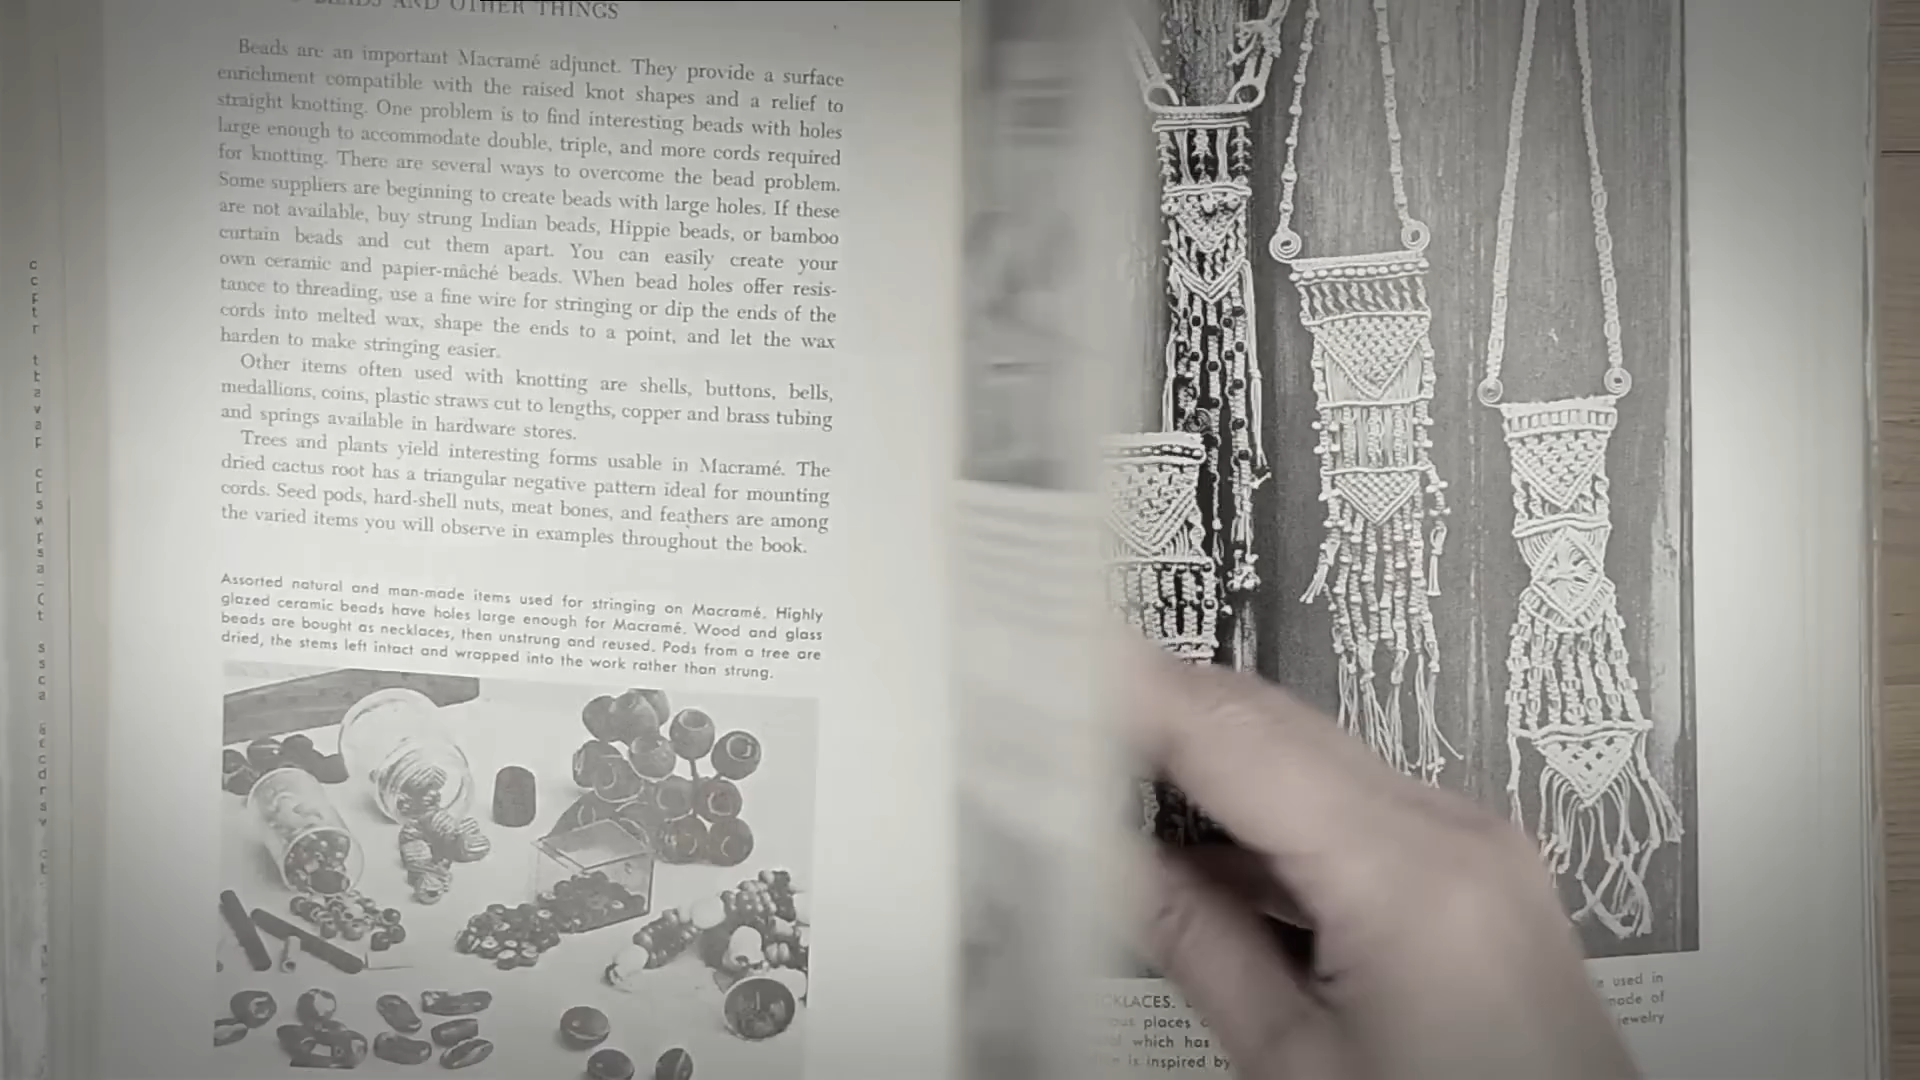 BEADS AND OTHER THINGS
Beads are an important Macramé adjunct. They provide a surface
enrichment compatible with the raised knot shapes and a relief to
straight knotting. One problem is to find interesting beads with holes
large enough to accommodate double, triple, and more cords required
for knotting. There are several ways to overcome the bead problem.
Some suppliers are beginning to create beads with large holes. If these
are not available, buy strung Indian beads, Hippie beads, or bamboo
curtain beads and cut them apart. You can easily create your
own ceramic and papier-mâché beads. When bead holes offer resis-
tance to threading, use a fine wire for stringing or dip the ends of the
cords into melted wax, shape the ends to a point, and let the wax
harden to make stringing easier.
Other items often used with knotting are shells, buttons, bells,
medallions, coins, plastic straws cut to lengths, copper and brass tubing
and springs available in hardware stores.
Trees and plants yield interesting forms usable in Macramé. The
dried cactus root has a triangular negative pattern ideal for mounting
cords. Seed pods, hard-shell nuts, meat bones, and feathers are among
the varied items you will observe in examples throughout the book.
Assorted natural and man-made items used for stringing on Macramé. Highly
glazed ceramic beads have holes large enough for Macramé. Wood and glass
beads are bought as necklaces, then unstrung and reused. Pods from a tree are
dried, the stems left intact and wrapped into the work rather than strung.
used in
places
jewelry
which has
is inspired by